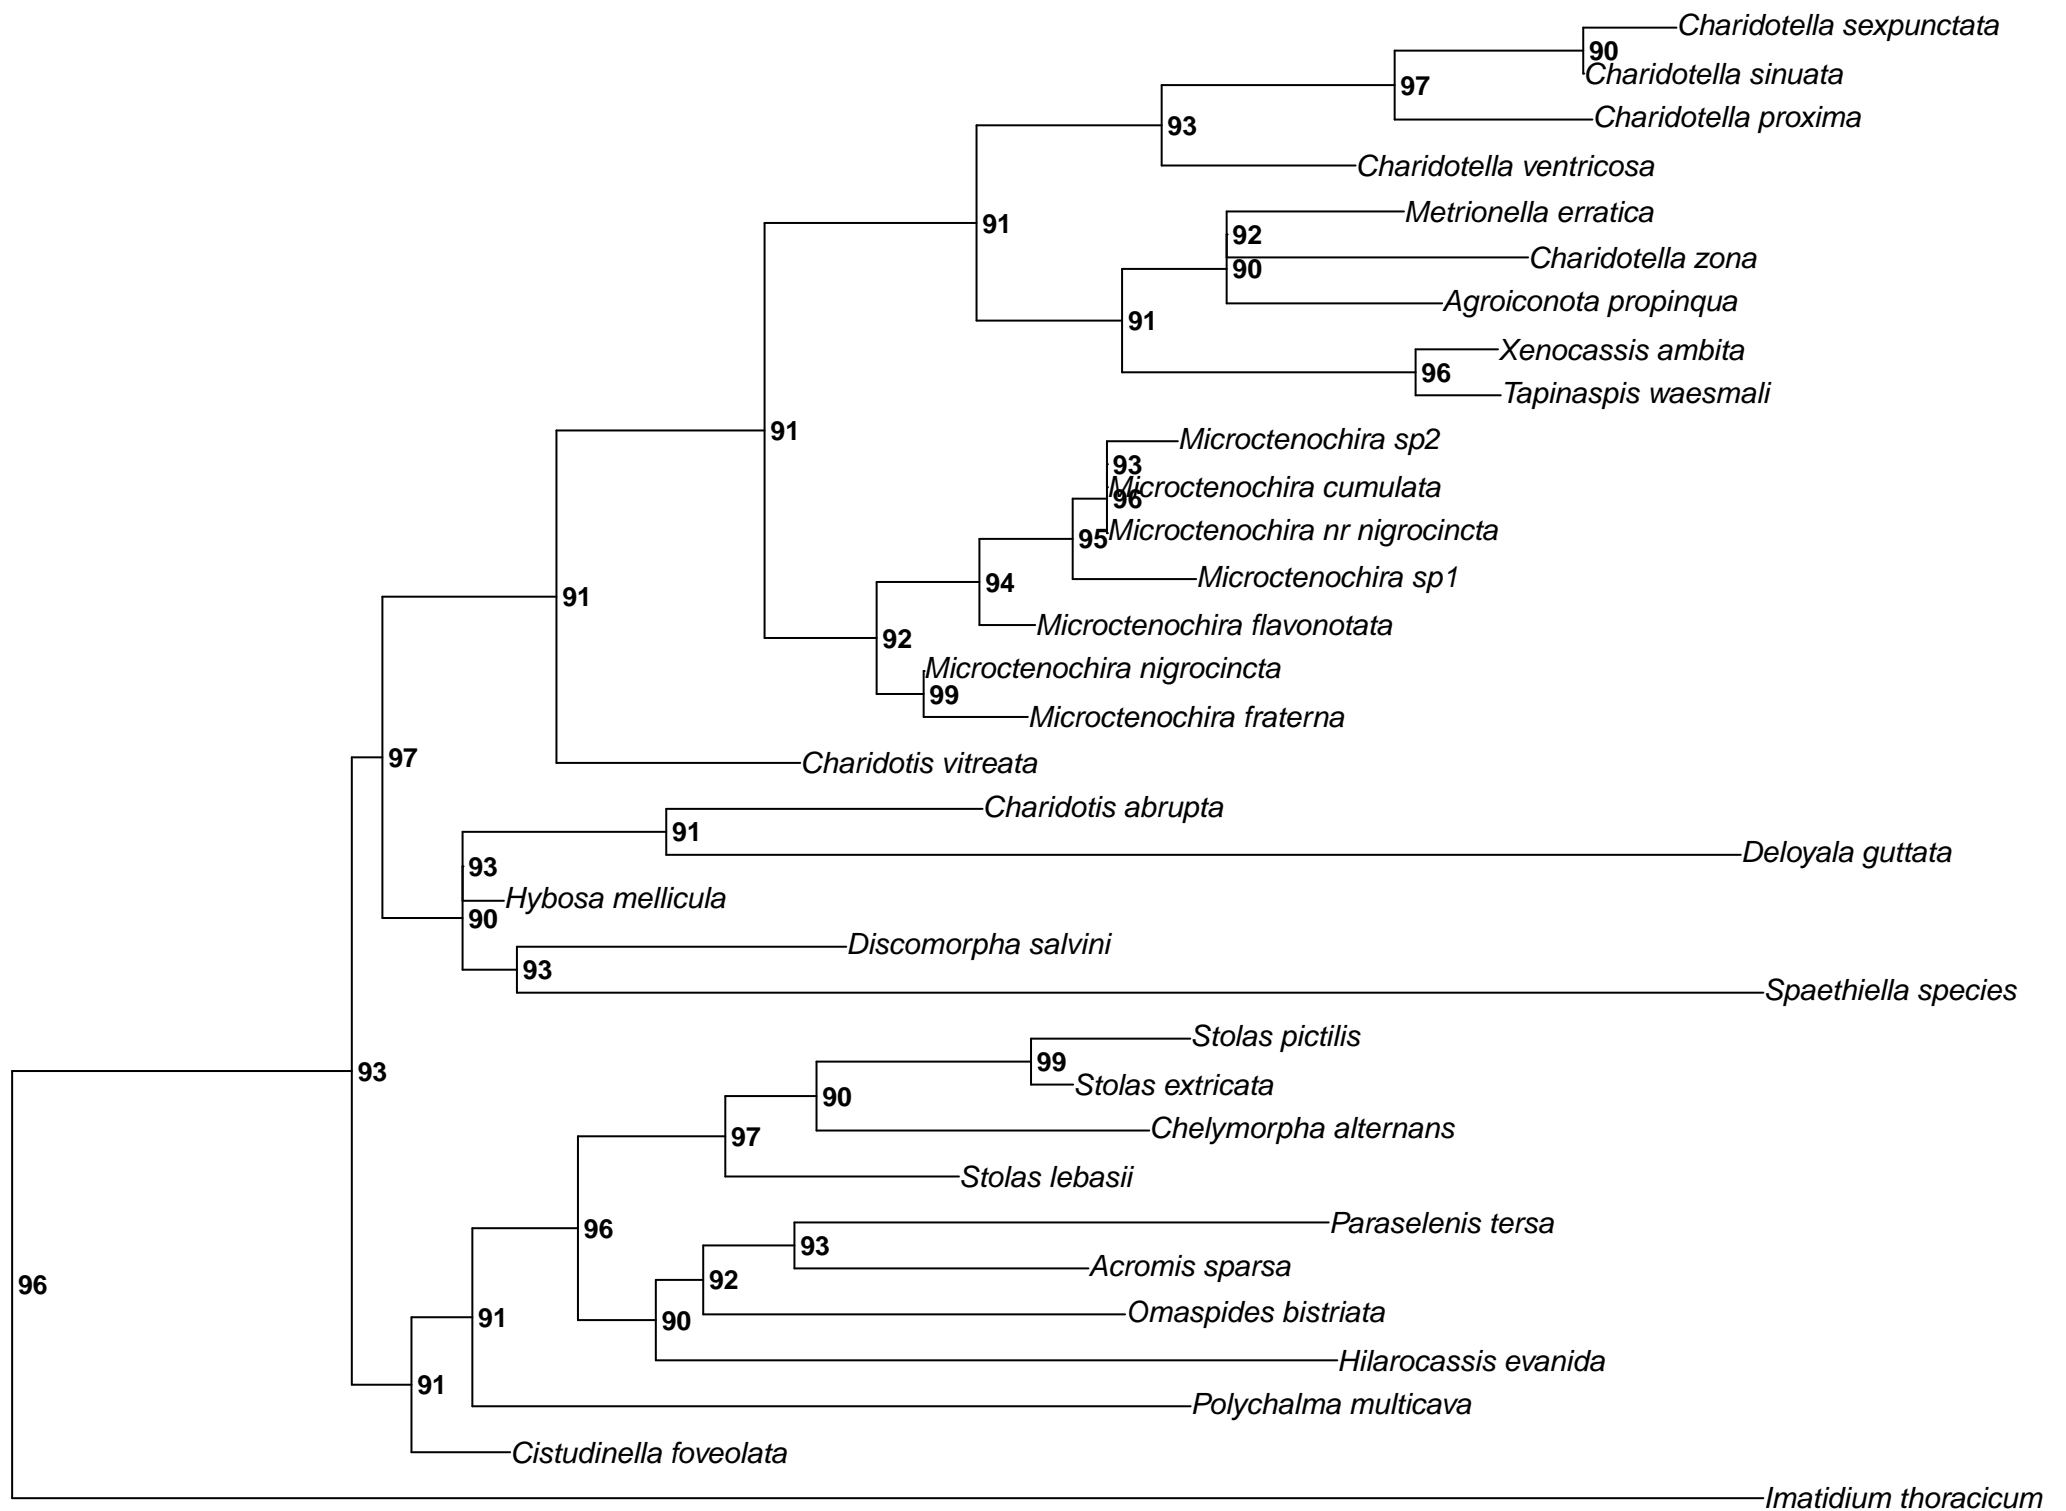 Charidotella sexpunctata
90
Charidotella sinuata
97
Charidotella proxima
93
Charidotella ventricosa
Metrionella erratica
91
92
Charidotella zona
90
Agroiconota propinqua
91
Xenocassis ambita
96
Tapinaspis waesmali
91
Microctenochira sp2
93
Microctenochira cumulata
96
Microctenochira nr nigrocincta
95
Microctenochira sp1
94
91
Microctenochira flavonotata
92
Microctenochira nigrocincta
99
Microctenochira fraterna
97
Charidotis vitreata
Charidotis abrupta
91
Deloyala guttata
93
Hybosa mellicula
90
Discomorpha salvini
93
Spaethiella species
Stolas pictilis
99
93
Stolas extricata
90
Chelymorpha alternans
97
Stolas lebasii
96
Paraselenis tersa
93
Acromis sparsa
92
96
Omaspides bistriata
91
90
Hilarocassis evanida
91
Polychalma multicava
Cistudinella foveolata
Imatidium thoracicum